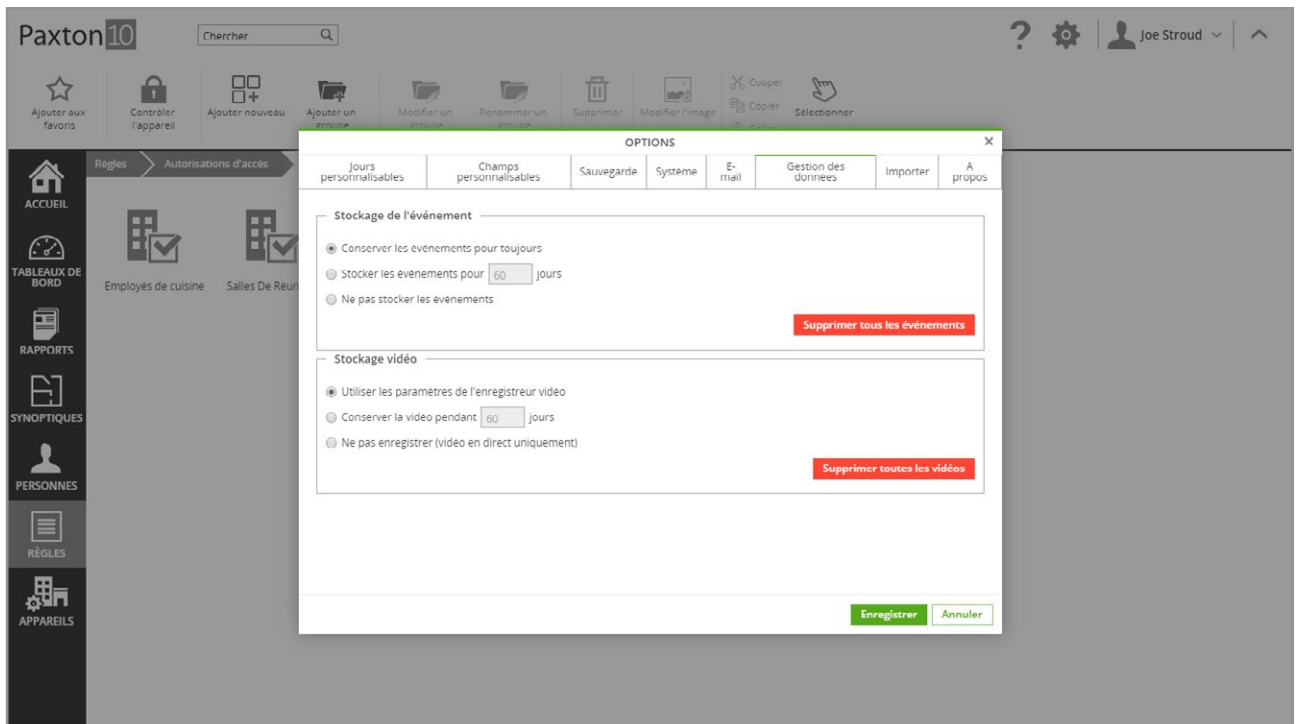 Paxton10
Chercher
Joe Stroud
Ajouter aux
favoris
Contrôler
l'appareil
Ajouter nouveau
Ajouter un
groupe
Modifier un
groupe
Renommer un
groupe
Supprimer
Modifier l'image
Couper
Copier
Sélectionner
OPTIONS
Règles
Autorisations d'accès
Jours
personnalisables
Champs
personnalisables
Sauvegarde
Système
E-
mail
Gestion des
données
Importer
À
propos
ACCUEIL
TABLEAUX DE
BORD
RAPPORTS
SYNOPTIQUES
PERSONNES
RÈGLES
APPAREILS
Employés de cuisine
Salles De Reun
Stockage de l'événement
Conserver les événements pour toujours
Stocker les événements pour 60 jours
Ne pas stocker les événements
Supprimer tous les événements
Stockage vidéo
Utiliser les paramètres de l'enregistreur vidéo
Conserver la vidéo pendant 60 jours
Ne pas enregistrer (vidéo en direct uniquement)
Supprimer toutes les vidéos
Enregistrer
Annuler